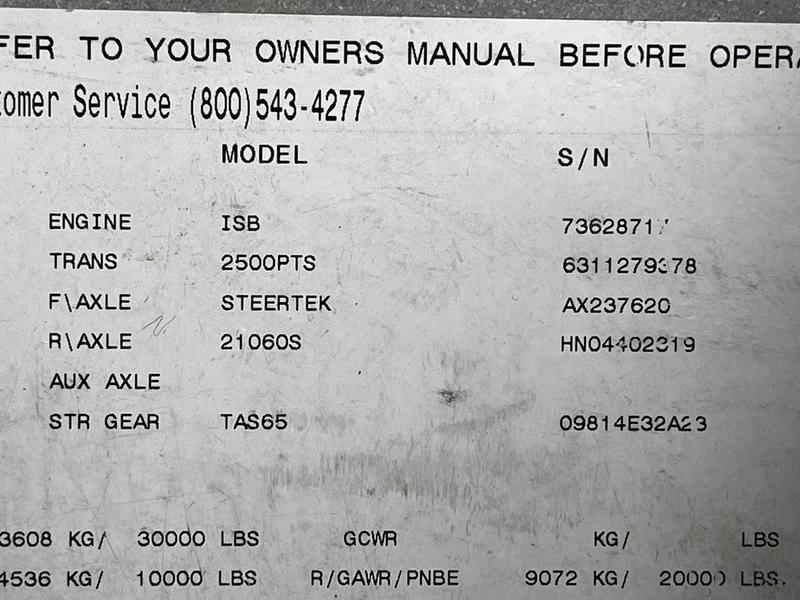 FER TO YOUR OWNERS MANUAL BEFORE OPERA
tomer Service (800)543-4277
MODEL S/N
ENGINE ISB
TRANS 2500PTS
F\AXLE STEERTEK AX237620
R\AXLE 21060S HN04402319
AUX AXLE
STR GEAR TAS65 09814E32A23
3608 KG/ 30000 LBS GCWR KG/ LBS
4536 KG/ 10000 LBS R/GAWR/PNBE 9072 KG/ 20000 LBS.